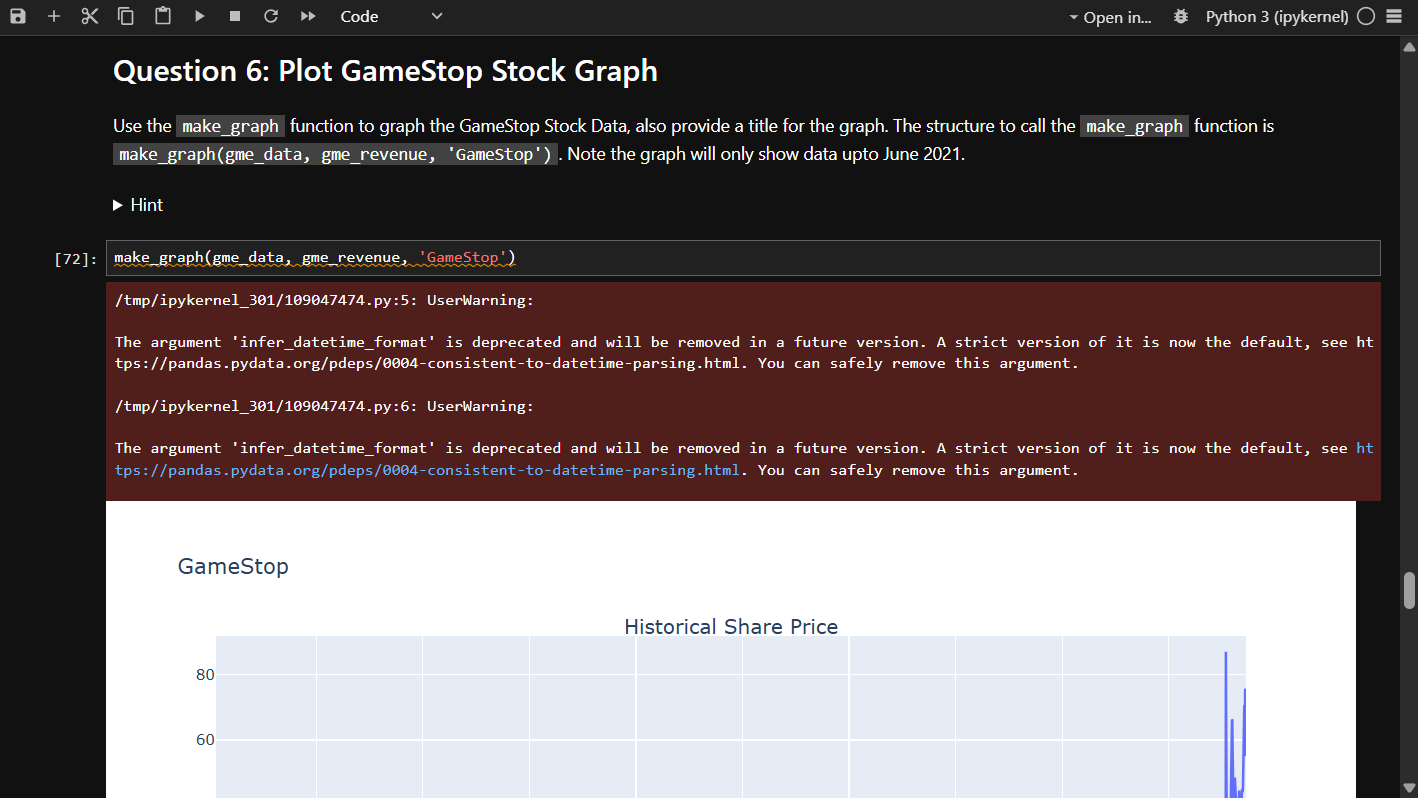 Code
Open in...
Python 3 (ipykernel)
Question 6: Plot GameStop Stock Graph
Use the make_graph function to graph the GameStop Stock Data, also provide a title for the graph. The structure to call the make_graph function is
make_graph(gme_data, gme_revenue, 'GameStop') . Note the graph will only show data upto June 2021.
Hint
[72]: make_graph(gme_data, gme_revenue, 'GameStop')
/tmp/ipykernel_301/109047474.py:5: UserWarning:
The argument 'infer_datetime_format' is deprecated and will be removed in a future version. A strict version of it is now the default, see ht
tps://pandas.pydata.org/pdeps/0004-consistent-to-datetime-parsing.html. You can safely remove this argument.
/tmp/ipykernel_301/109047474.py:6: UserWarning:
The argument 'infer_datetime_format' is deprecated and will be removed in a future version. A strict version of it is now the default, see ht
tps://pandas.pydata.org/pdeps/0004-consistent-to-datetime-parsing.html. You can safely remove this argument.
GameStop
Historical Share Price
80
60